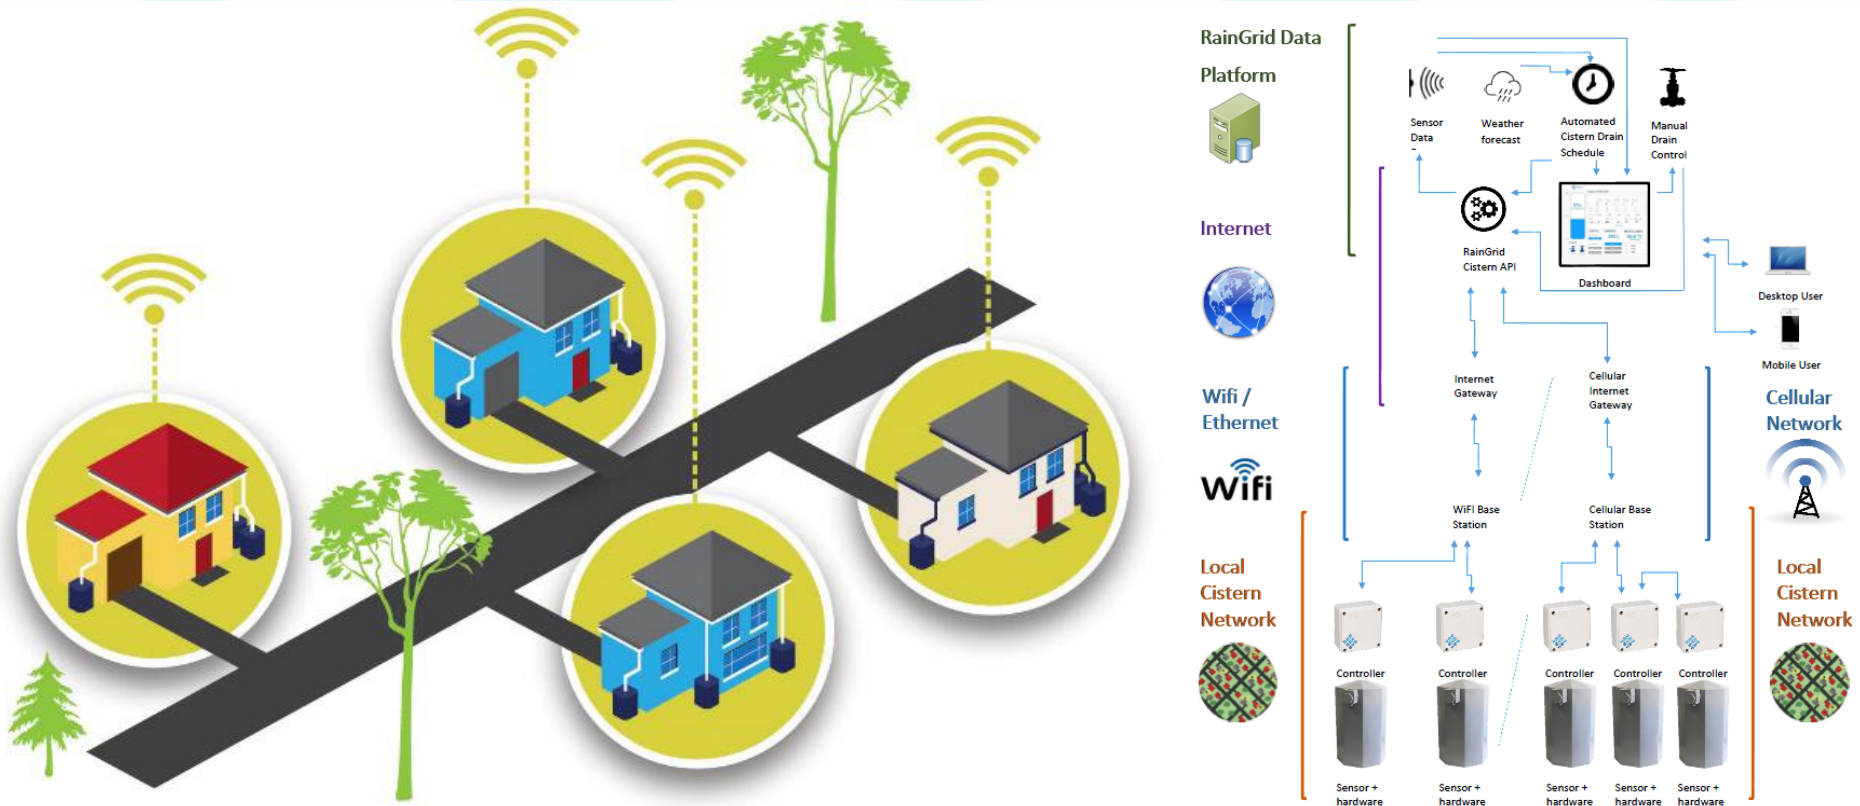 RainGrid Data
Platform
Sensor
Data
Weather
forecast
Automated
Cistern Drain
Schedule
Manual
Drain
Control
Internet
RainGrid
Cistern API
Dashboard
Desktop User
Mobile User
Wifi /
Ethernet
Internet
Gateway
Cellular
Internet
Gateway
Cellular
Network
Wifi
WiFI Base
Station
Cellular Base
Station
Local
Cistern
Network
Local
Cistern
Network
Controller
Controller
Controller
Controller
Controller
Sensor +
hardware
Sensor +
hardware
Sensor +
hardware
Sensor +
hardware
Sensor +
hardware